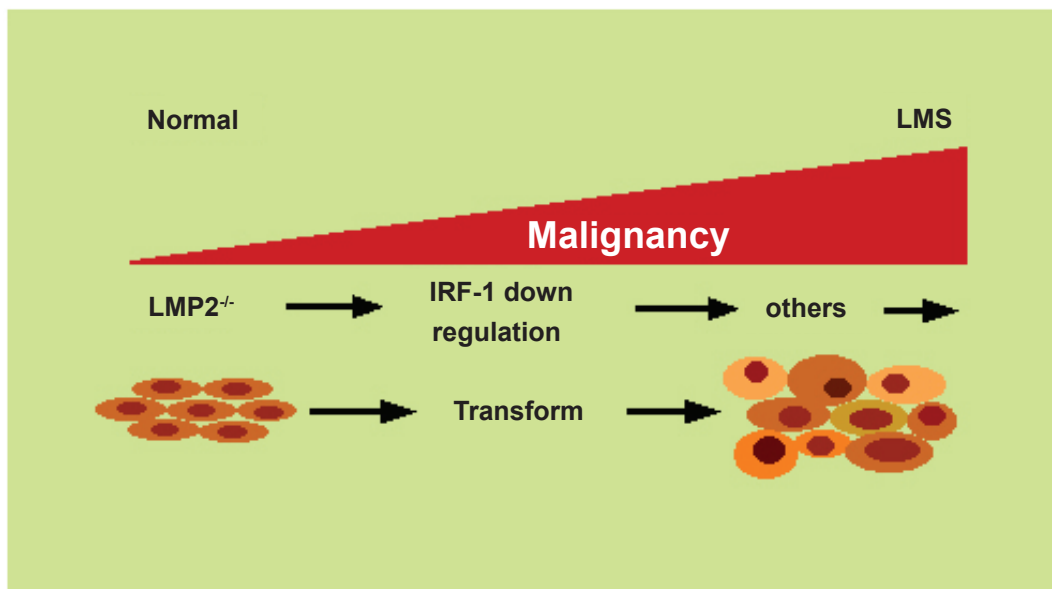 Normal
LMS
Malignancy
LMP2⁻/⁻
IRF-1 down
regulation
others
Transform